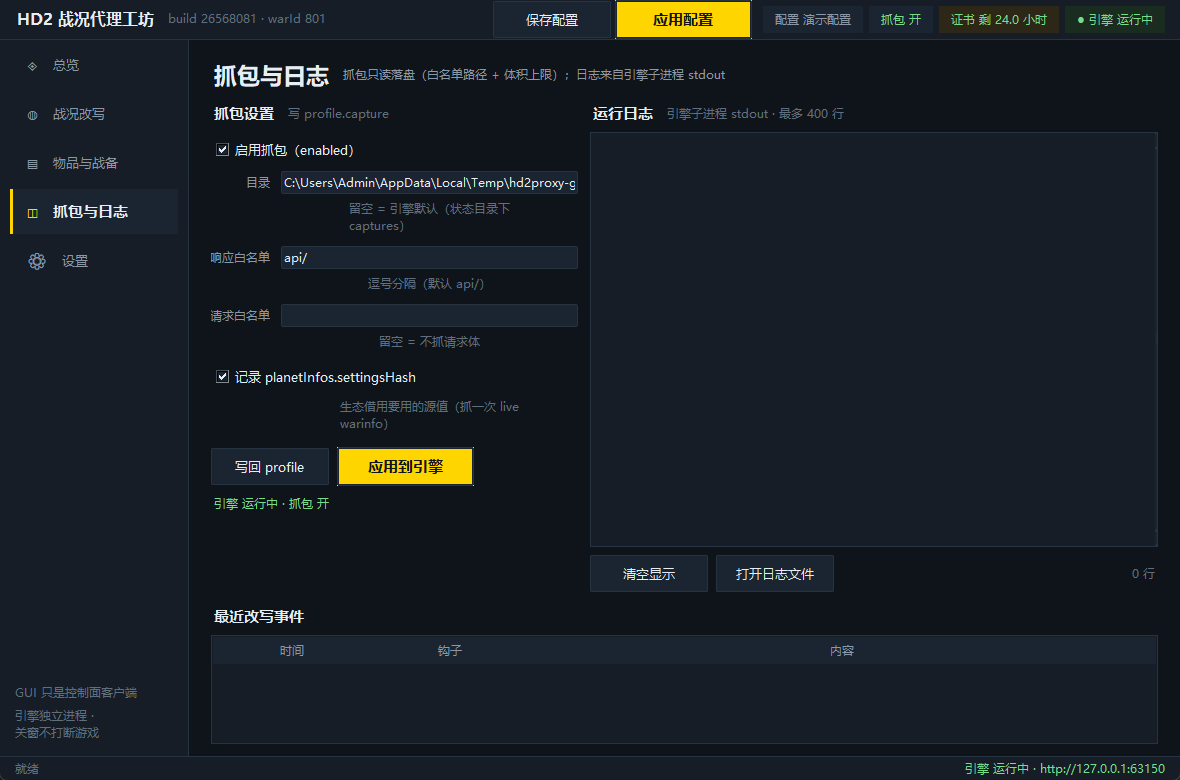 HD2 战况代理工坊 build 26568081 · warId 801
保存配置
应用配置
配置 演示配置
抓包 开
证书 剩 24.0 小时
● 引擎 运行中
总览
战况改写
物品与战备
抓包与日志
设置
抓包与日志 抓包只读落盘（白名单路径 + 体积上限）；日志来自引擎子进程 stdout
抓包设置 写 profile.capture
启用抓包（enabled）
目录 C:\Users\Admin\AppData\Local\Temp\hd2proxy-g
留空 = 引擎默认（状态目录下
captures）
响应白名单 api/
逗号分隔（默认 api/）
请求白名单
留空 = 不抓请求体
记录 planetInfos.settingsHash
生态借用要用的源值（抓一次 live
warinfo）
写回 profile
应用到引擎
引擎 运行中 · 抓包 开
运行日志 引擎子进程 stdout · 最多 400 行
清空显示
打开日志文件
0 行
最近改写事件
时间 钩子 内容
GUI 只是控制面客户端
引擎独立进程 ·
关窗不打断游戏
就绪
引擎 运行中 · http://127.0.0.1:63150